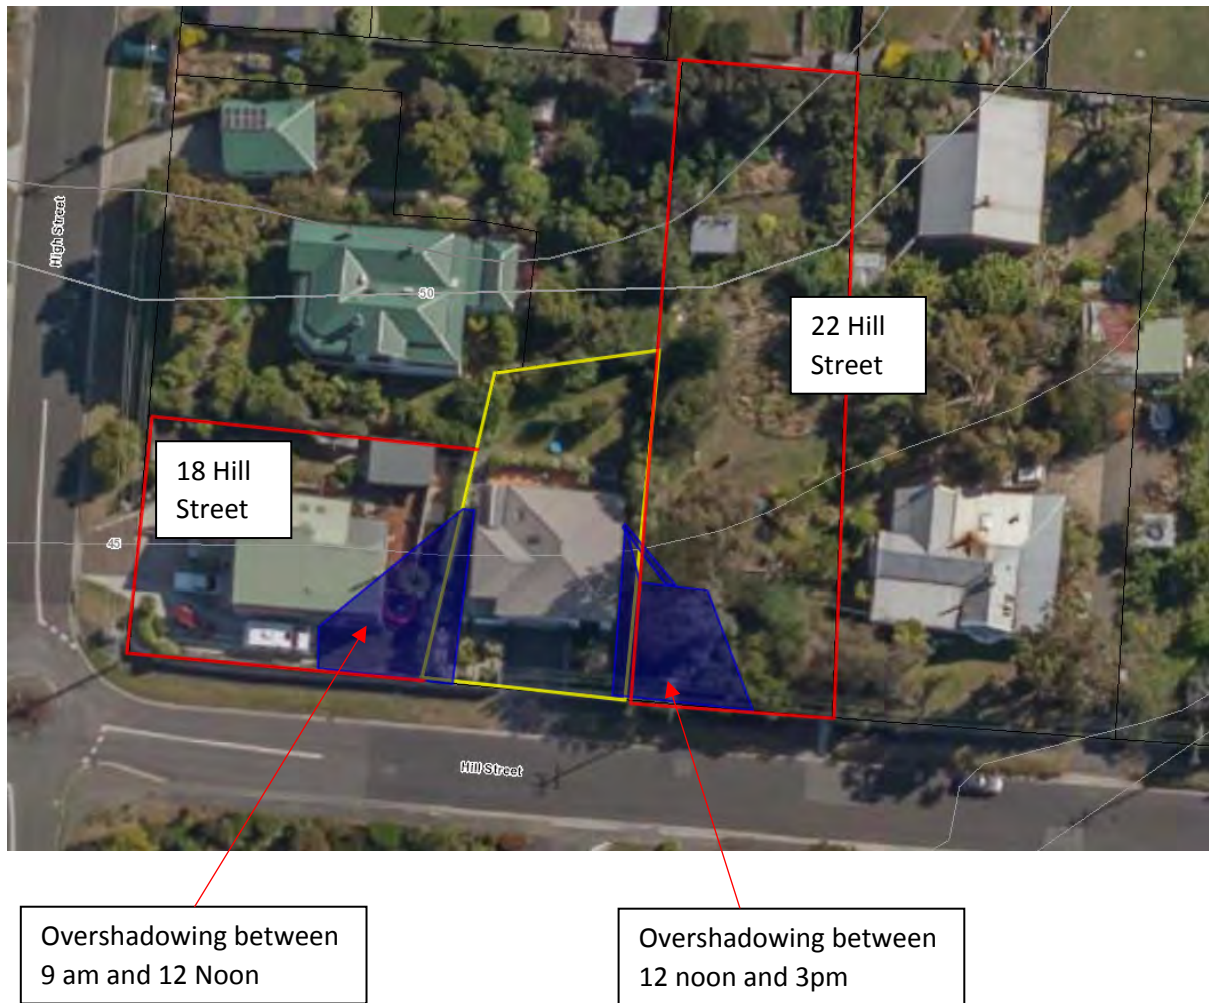 High Street
50
22 Hill
Street
18 Hill
Street
45
Hill Street
Overshadowing between
9 am and 12 Noon
Overshadowing between
12 noon and 3pm